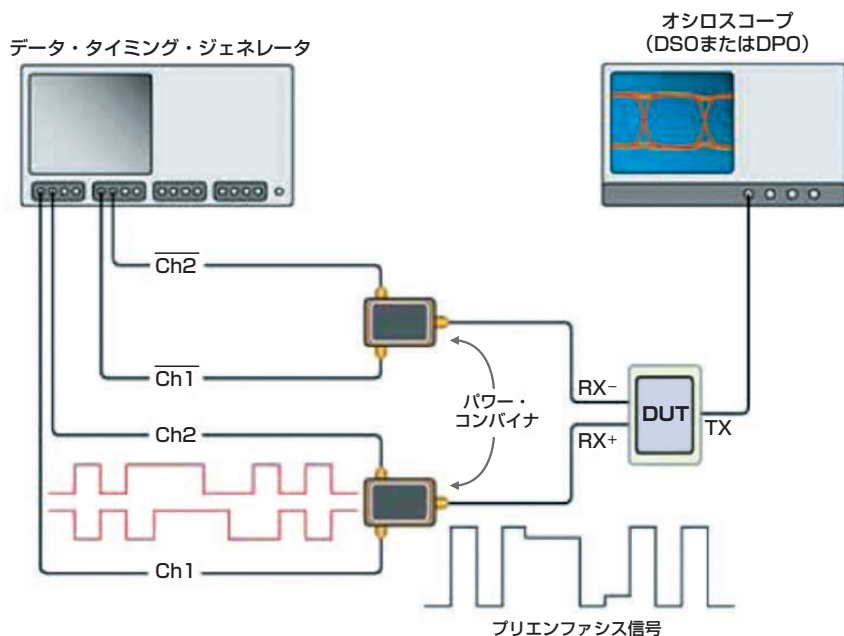 データ・タイミング・ジェネレータ
オシロスコープ
（DSOまたはDPO）
Ch2
Ch1
パワー・
コンバイナ
RX-
DUT
TX
RX+
Ch2
Ch1
プリエンファシス信号